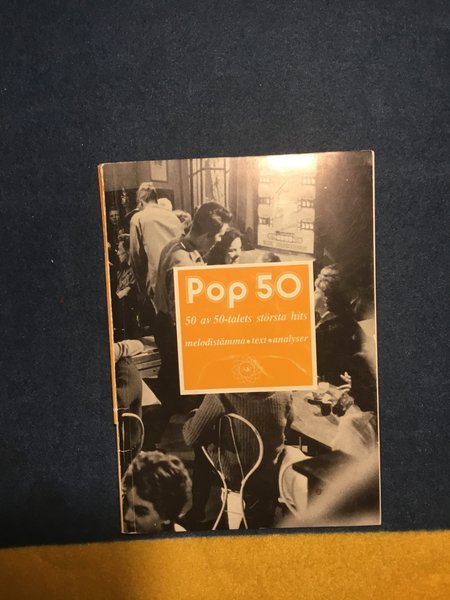 Pop 50
50 av 50-talets största hits
melodistämma • text • analyser